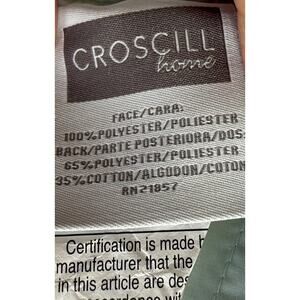 CROSCILL
home
FACE/CARA:
100%POLYESTER/POLIESTER
BACK/PARTE POSTERIORA/DOS:
65%POLYESTER/POLIESTER
35%COTTON/ALGODON/COTON
RN21857
Certification is made
manufacturer that the
in this article are
accordance